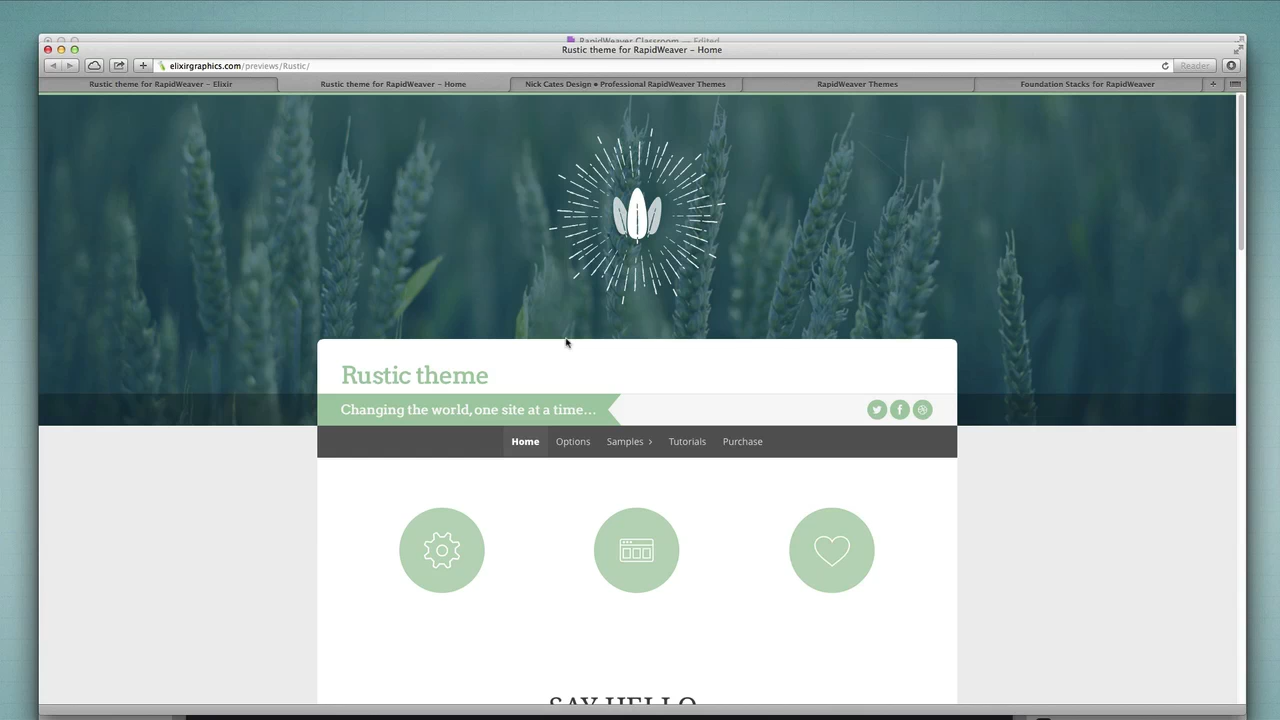 RapidWeaver Classroom — Edited
Rustic theme for RapidWeaver – Home
elixirgraphics.com/previews/Rustic/
Reader
Rustic theme for RapidWeaver – Elixir
Rustic theme for RapidWeaver – Home
Nick Cates Design • Professional RapidWeaver Themes
RapidWeaver Themes
Foundation Stacks for RapidWeaver
Rustic theme
Changing the world, one site at a time...
Home
Options
Samples
Tutorials
Purchase
SAY HELLO